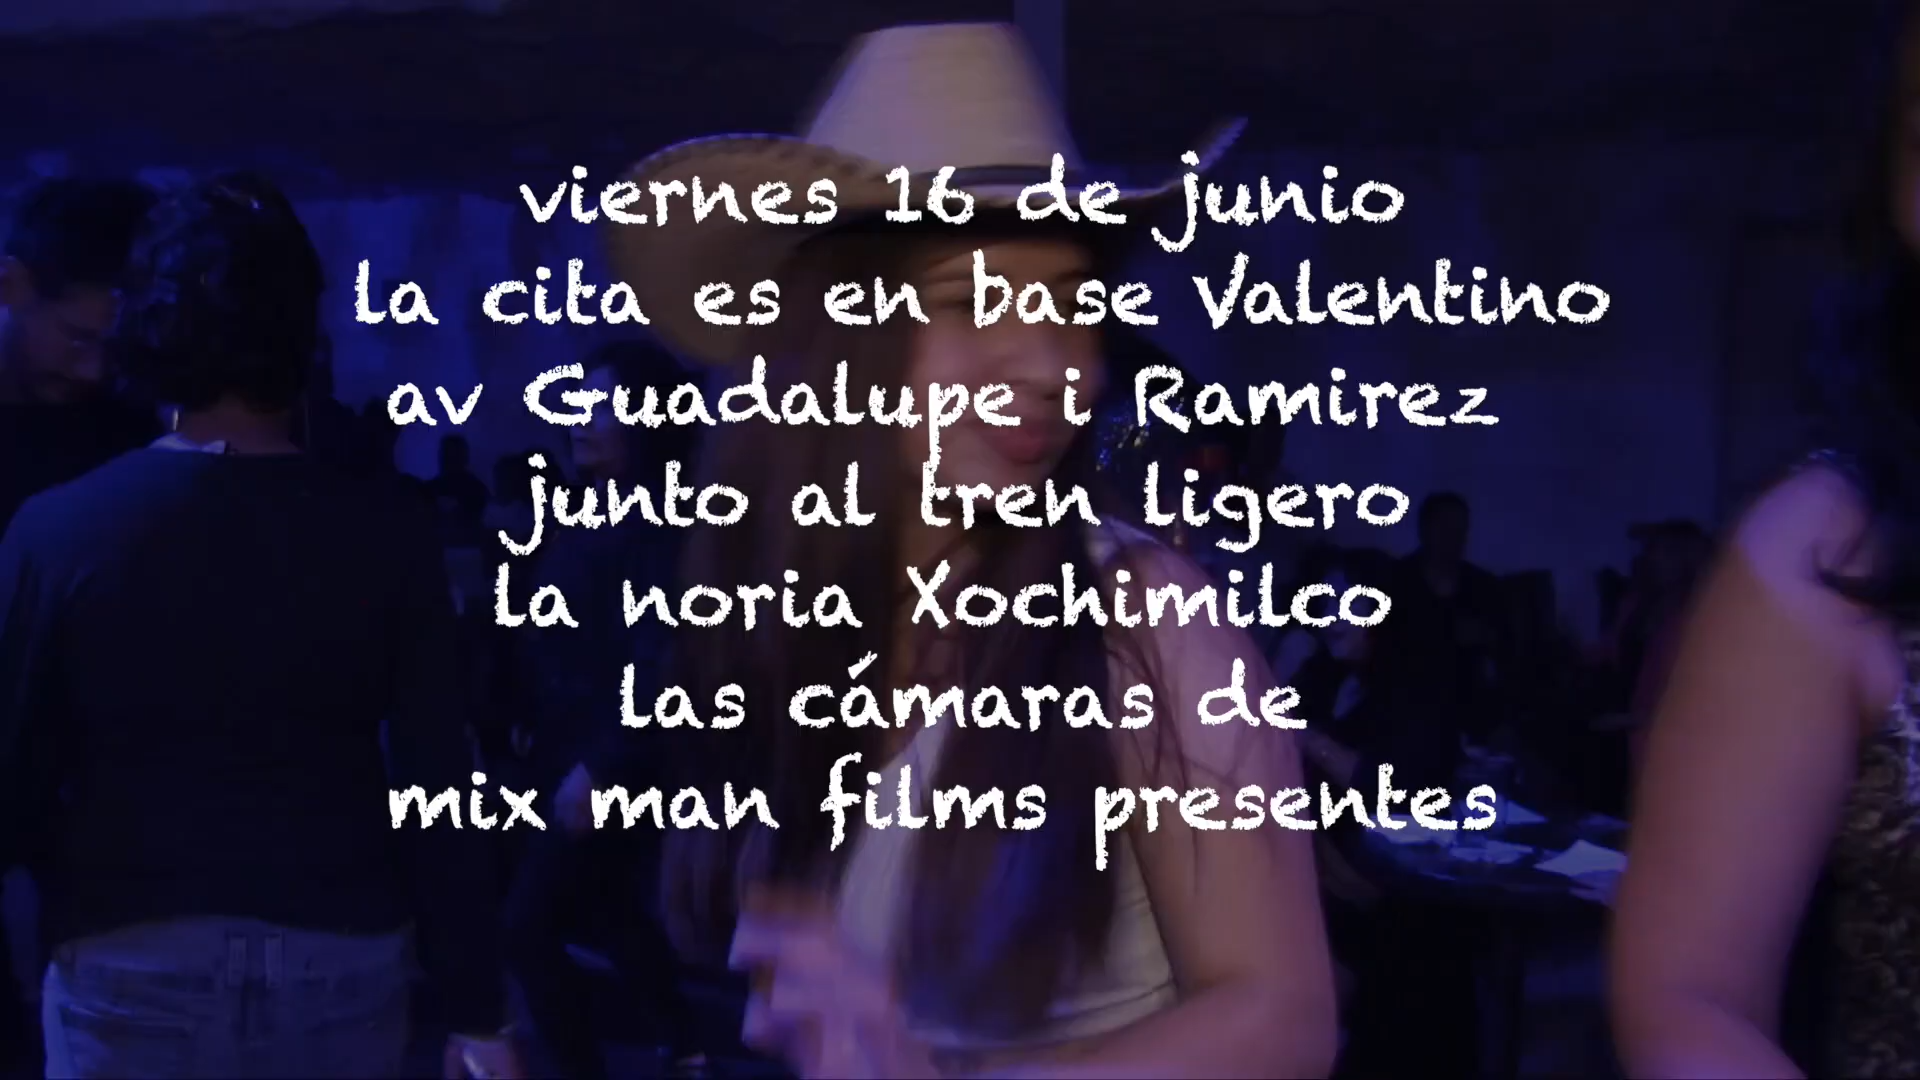 viernes 16 de junio
la cita es en base Valentino
av Guadalupe i Ramirez
junto al tren ligero
la noria Xochimilco
las cámaras de
mix man films presentes